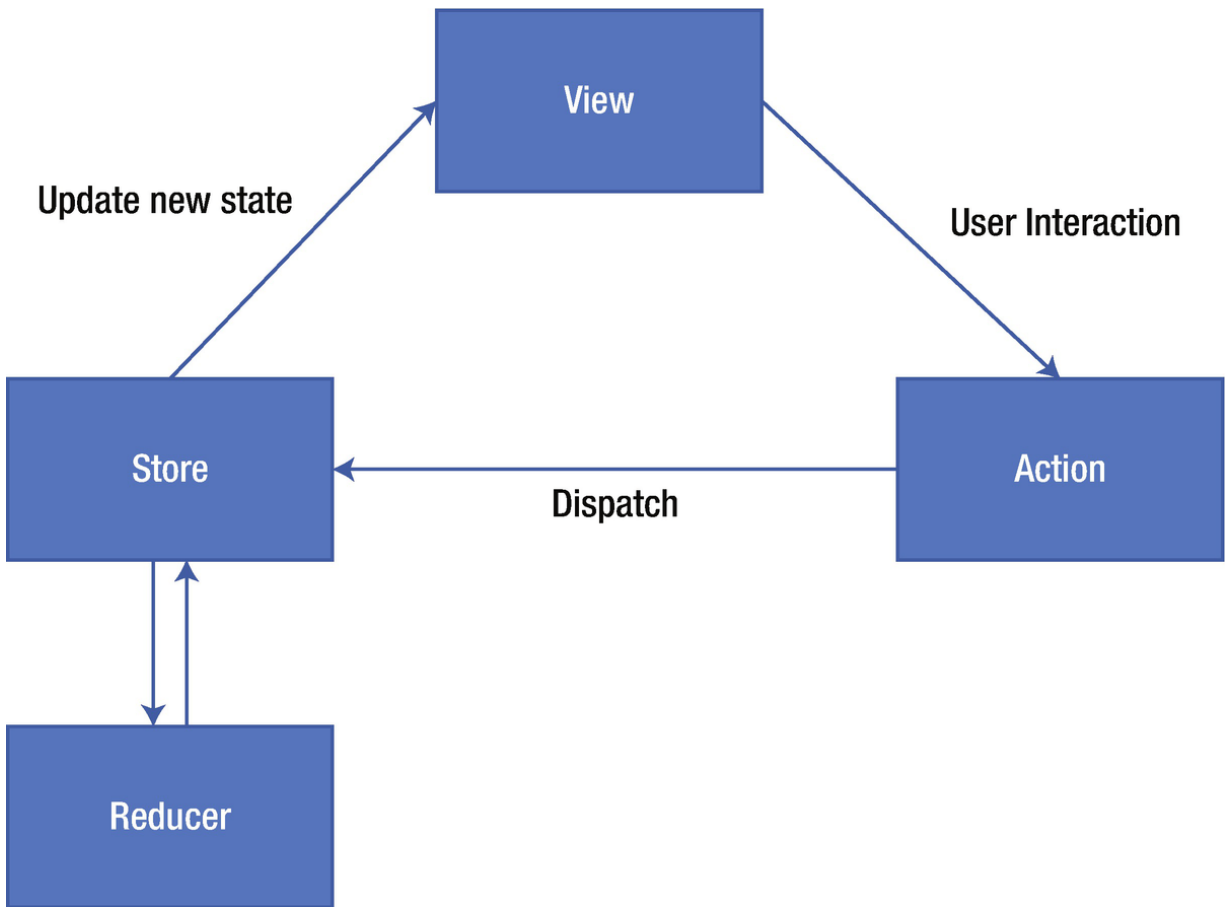 View
Update new state
User Interaction
Store
Action
Dispatch
Reducer